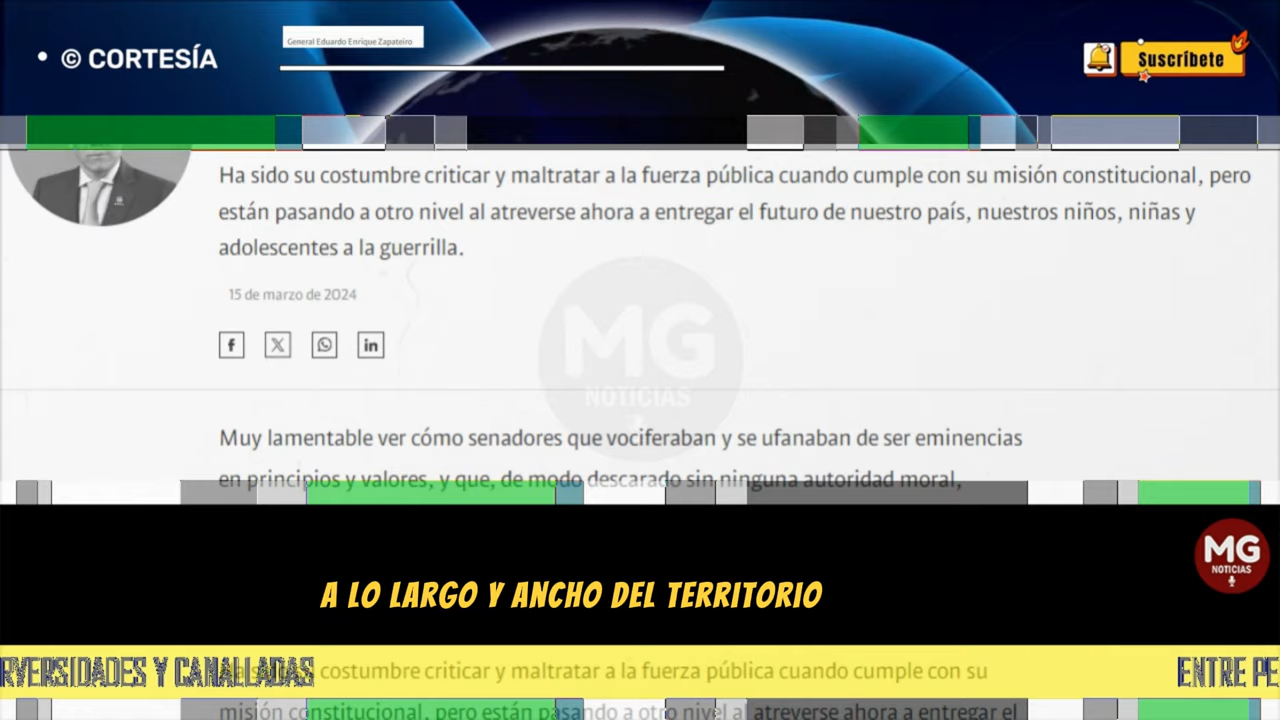 • © CORTESÍA
General Eduardo Enrique Zapateiro
Suscríbete
Ha sido su costumbre criticar y maltratar a la fuerza pública cuando cumple con su misión constitucional, pero
están pasando a otro nivel al atreverse ahora a entregar el futuro de nuestro país, nuestros niños, niñas y
adolescentes a la guerrilla.
15 de marzo de 2024
MG
NOTICIAS
Muy lamentable ver cómo senadores que vociferaban y se ufanaban de ser eminencias
en principios y valores, y que, de modo descarado sin ninguna autoridad moral,
MG
NOTICIAS
A LO LARGO Y ANCHO DEL TERRITORIO
RVERSIDADES Y CANALLADAS
costumbre criticar y maltratar a la fuerza pública cuando cumple con su
ENTRE PE
misión constitucional, pero están pasando a otro nivel al atreverse ahora a entregar el